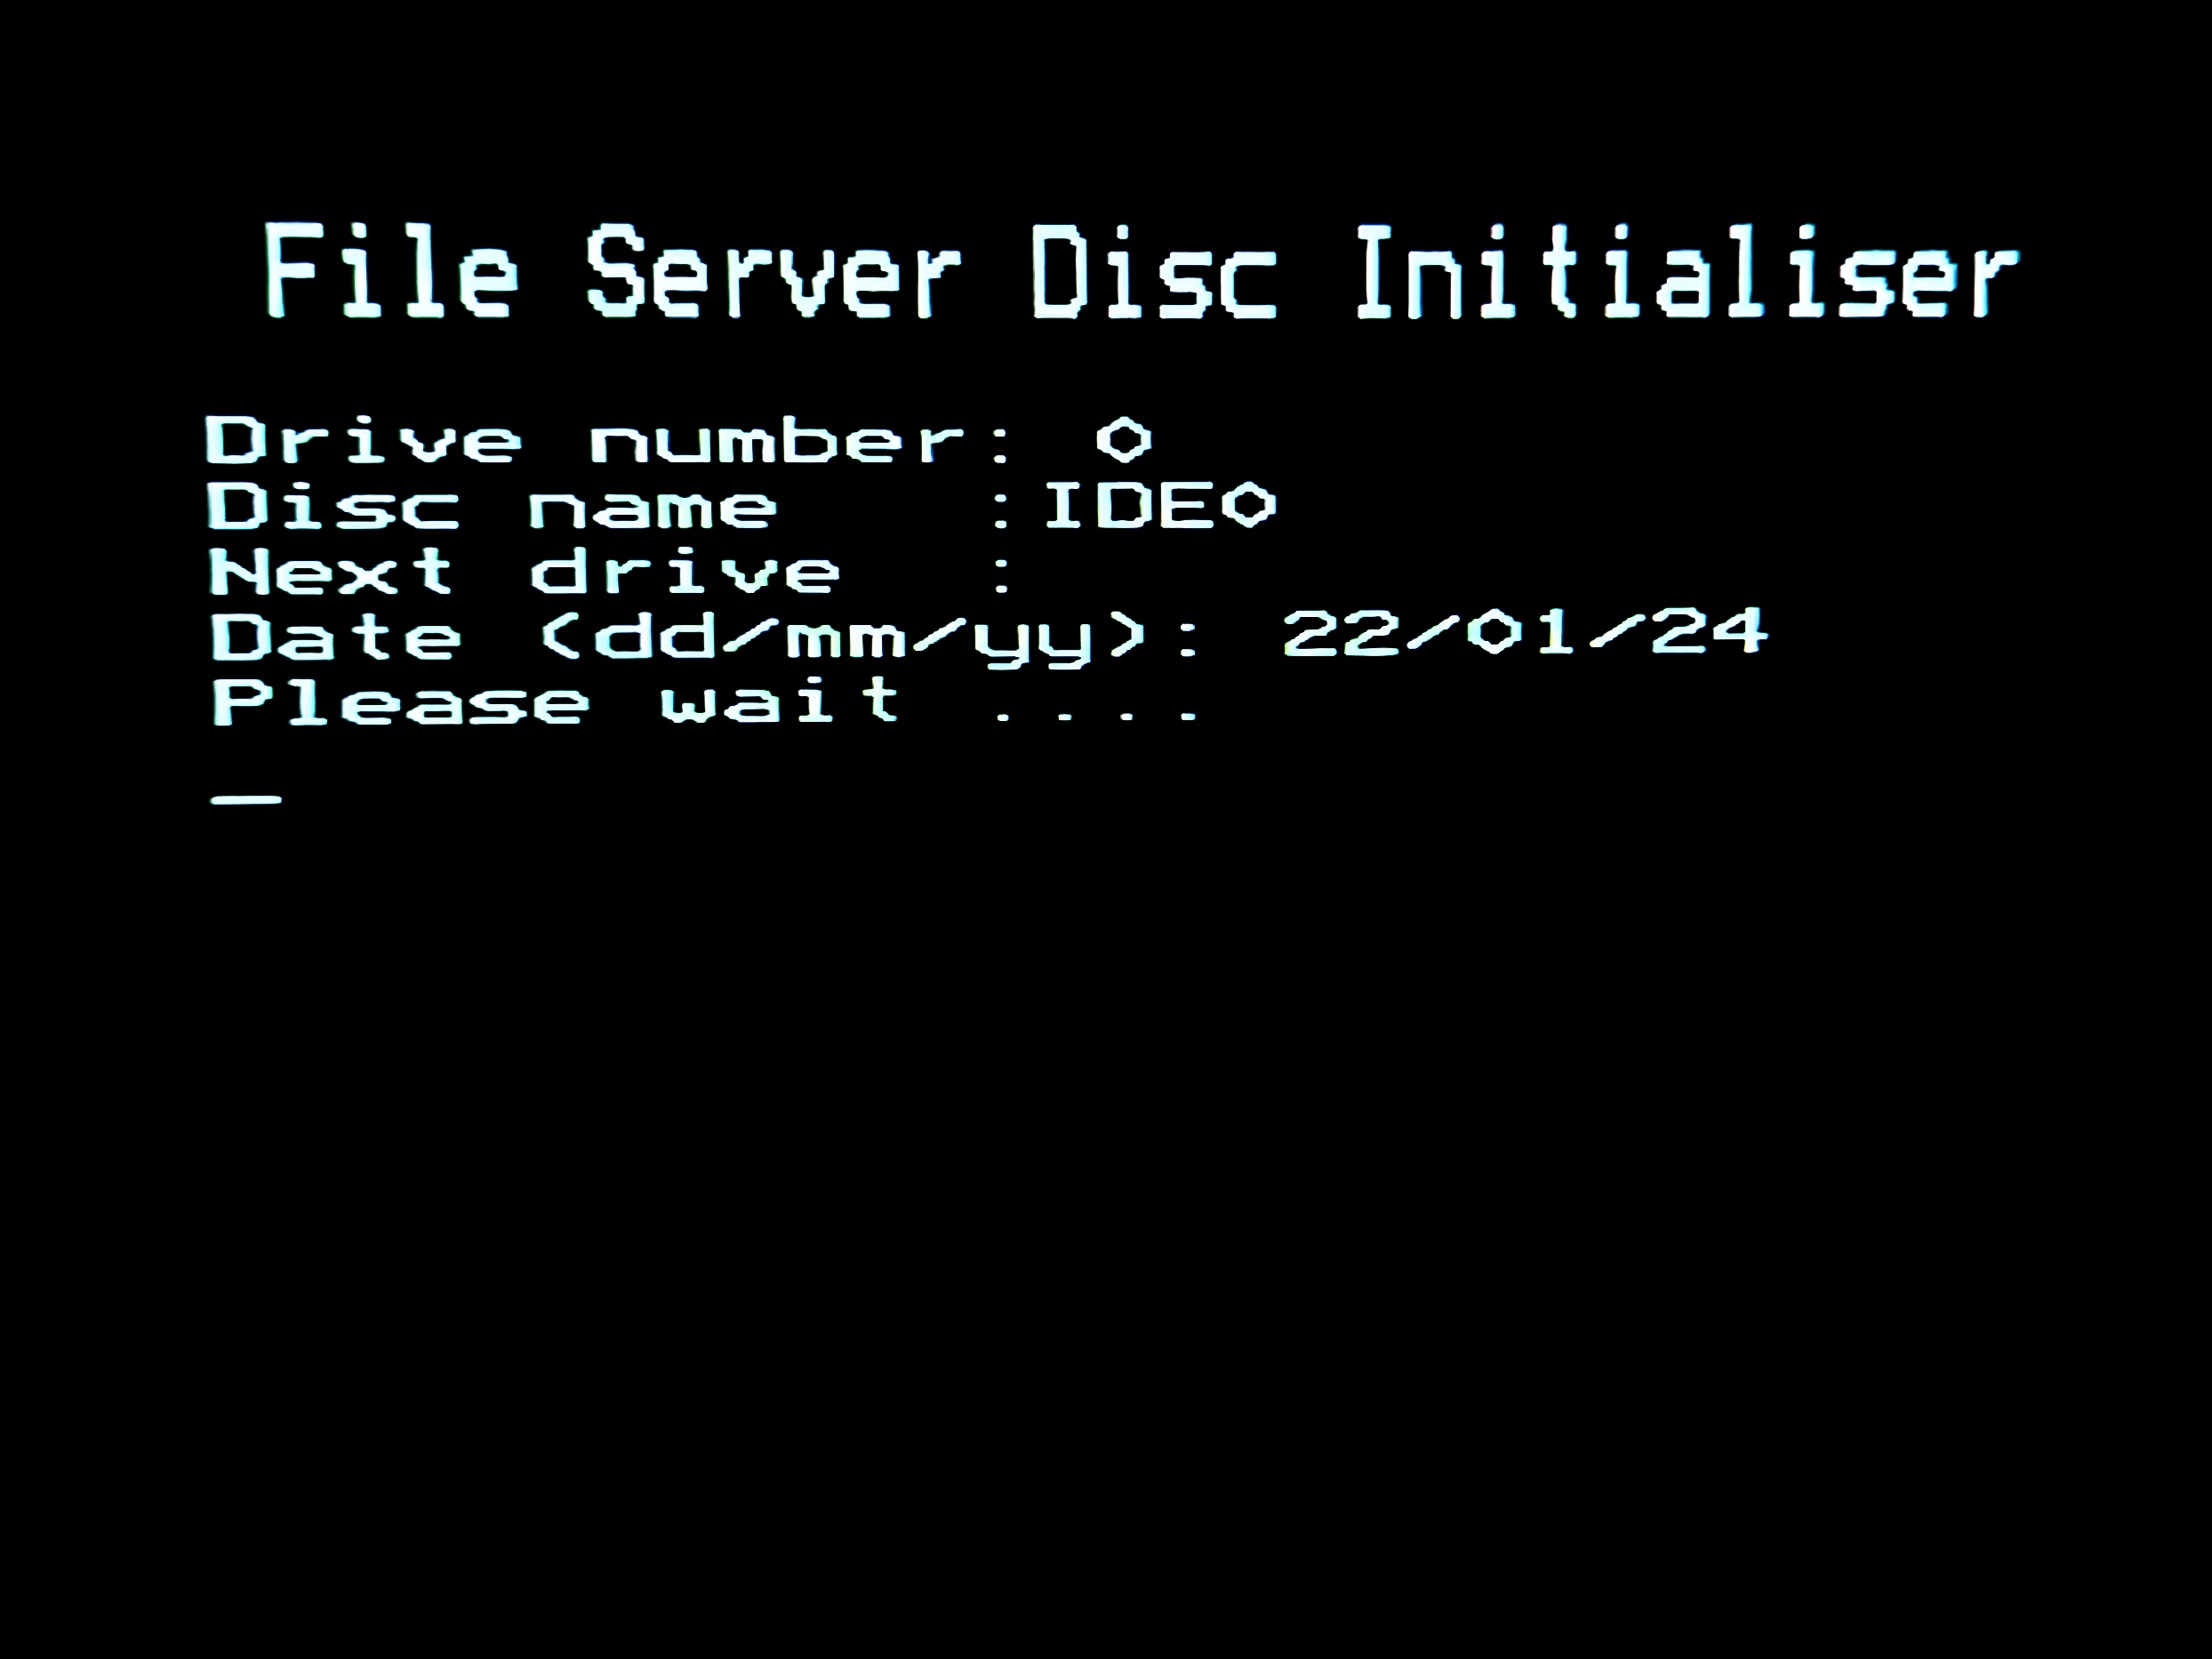 File Server Disc Initialiser
Drive number: 0
Disc name   :IDE0
Next drive  :
Date (dd/mm/yy): 22/01/24
Please wait ....